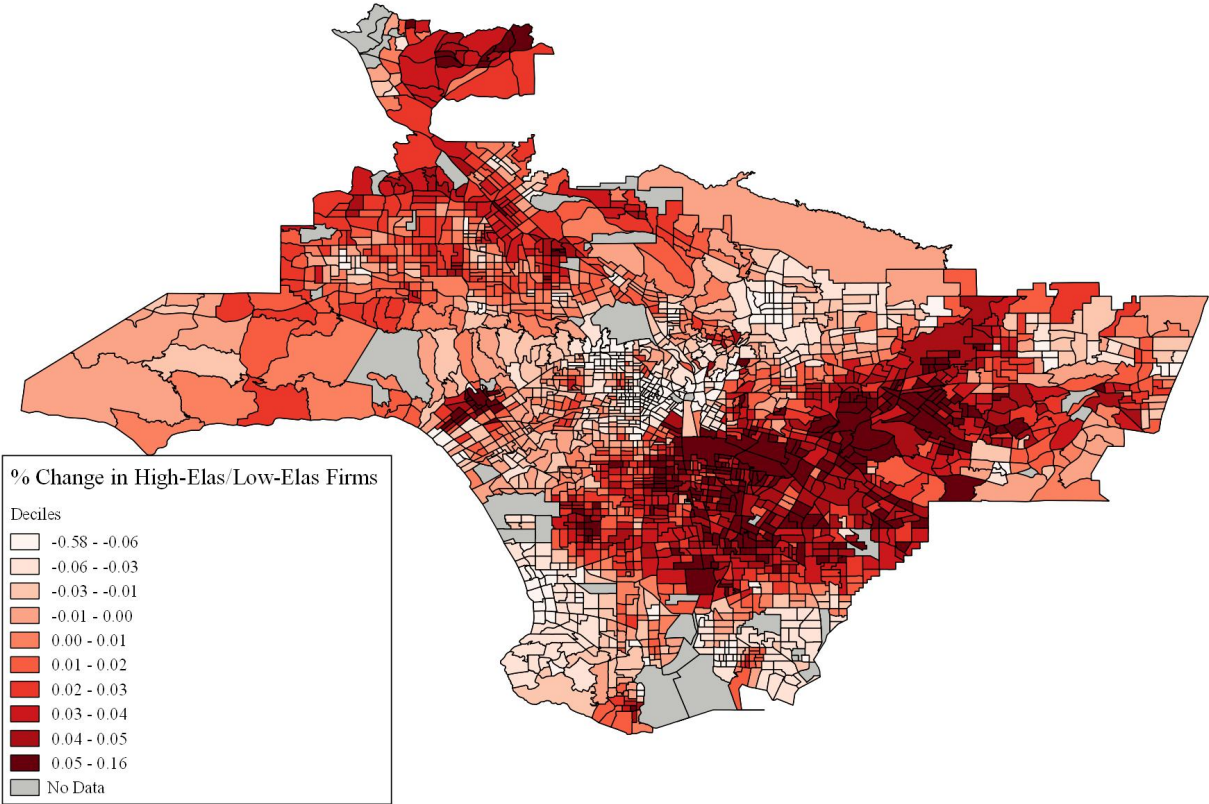 % Change in High-Elas/Low-Elas Firms
Deciles
-0.58 - -0.06
-0.06 - -0.03
-0.03 - -0.01
-0.01 - 0.00
0.00 - 0.01
0.01 - 0.02
0.02 - 0.03
0.03 - 0.04
0.04 - 0.05
0.05 - 0.16
No Data